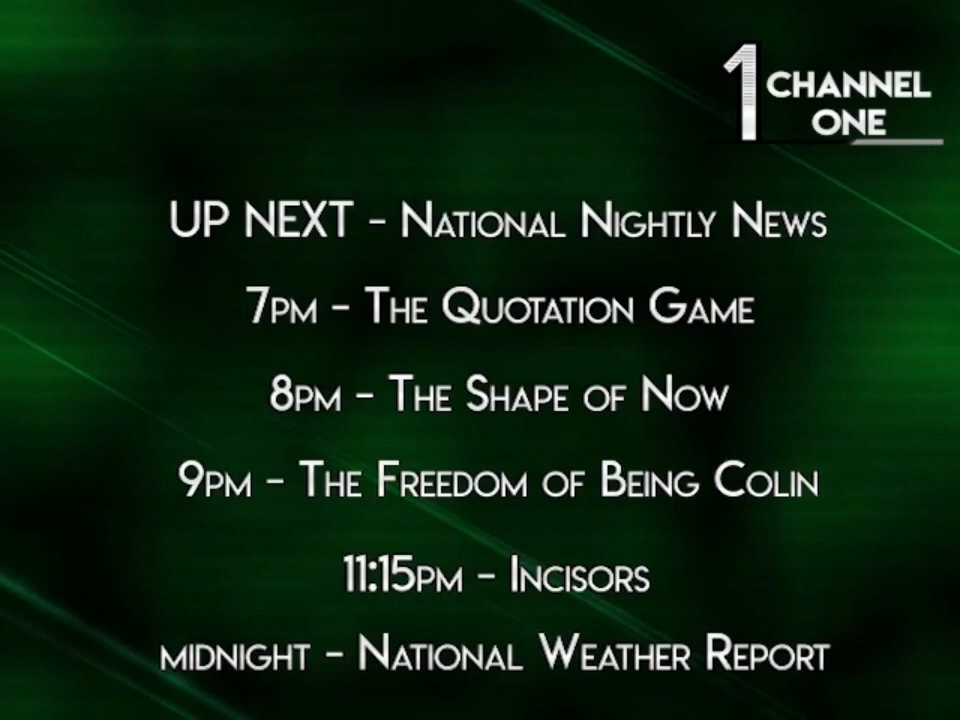 1 CHANNEL
ONE
UP NEXT - NATIONAL NIGHTLY NEWS
7PM - THE QUOTATION GAME
8PM - THE SHAPE OF NOW
9PM - THE FREEDOM OF BEING COLIN
11:15PM - INCISORS
MIDNIGHT - NATIONAL WEATHER REPORT